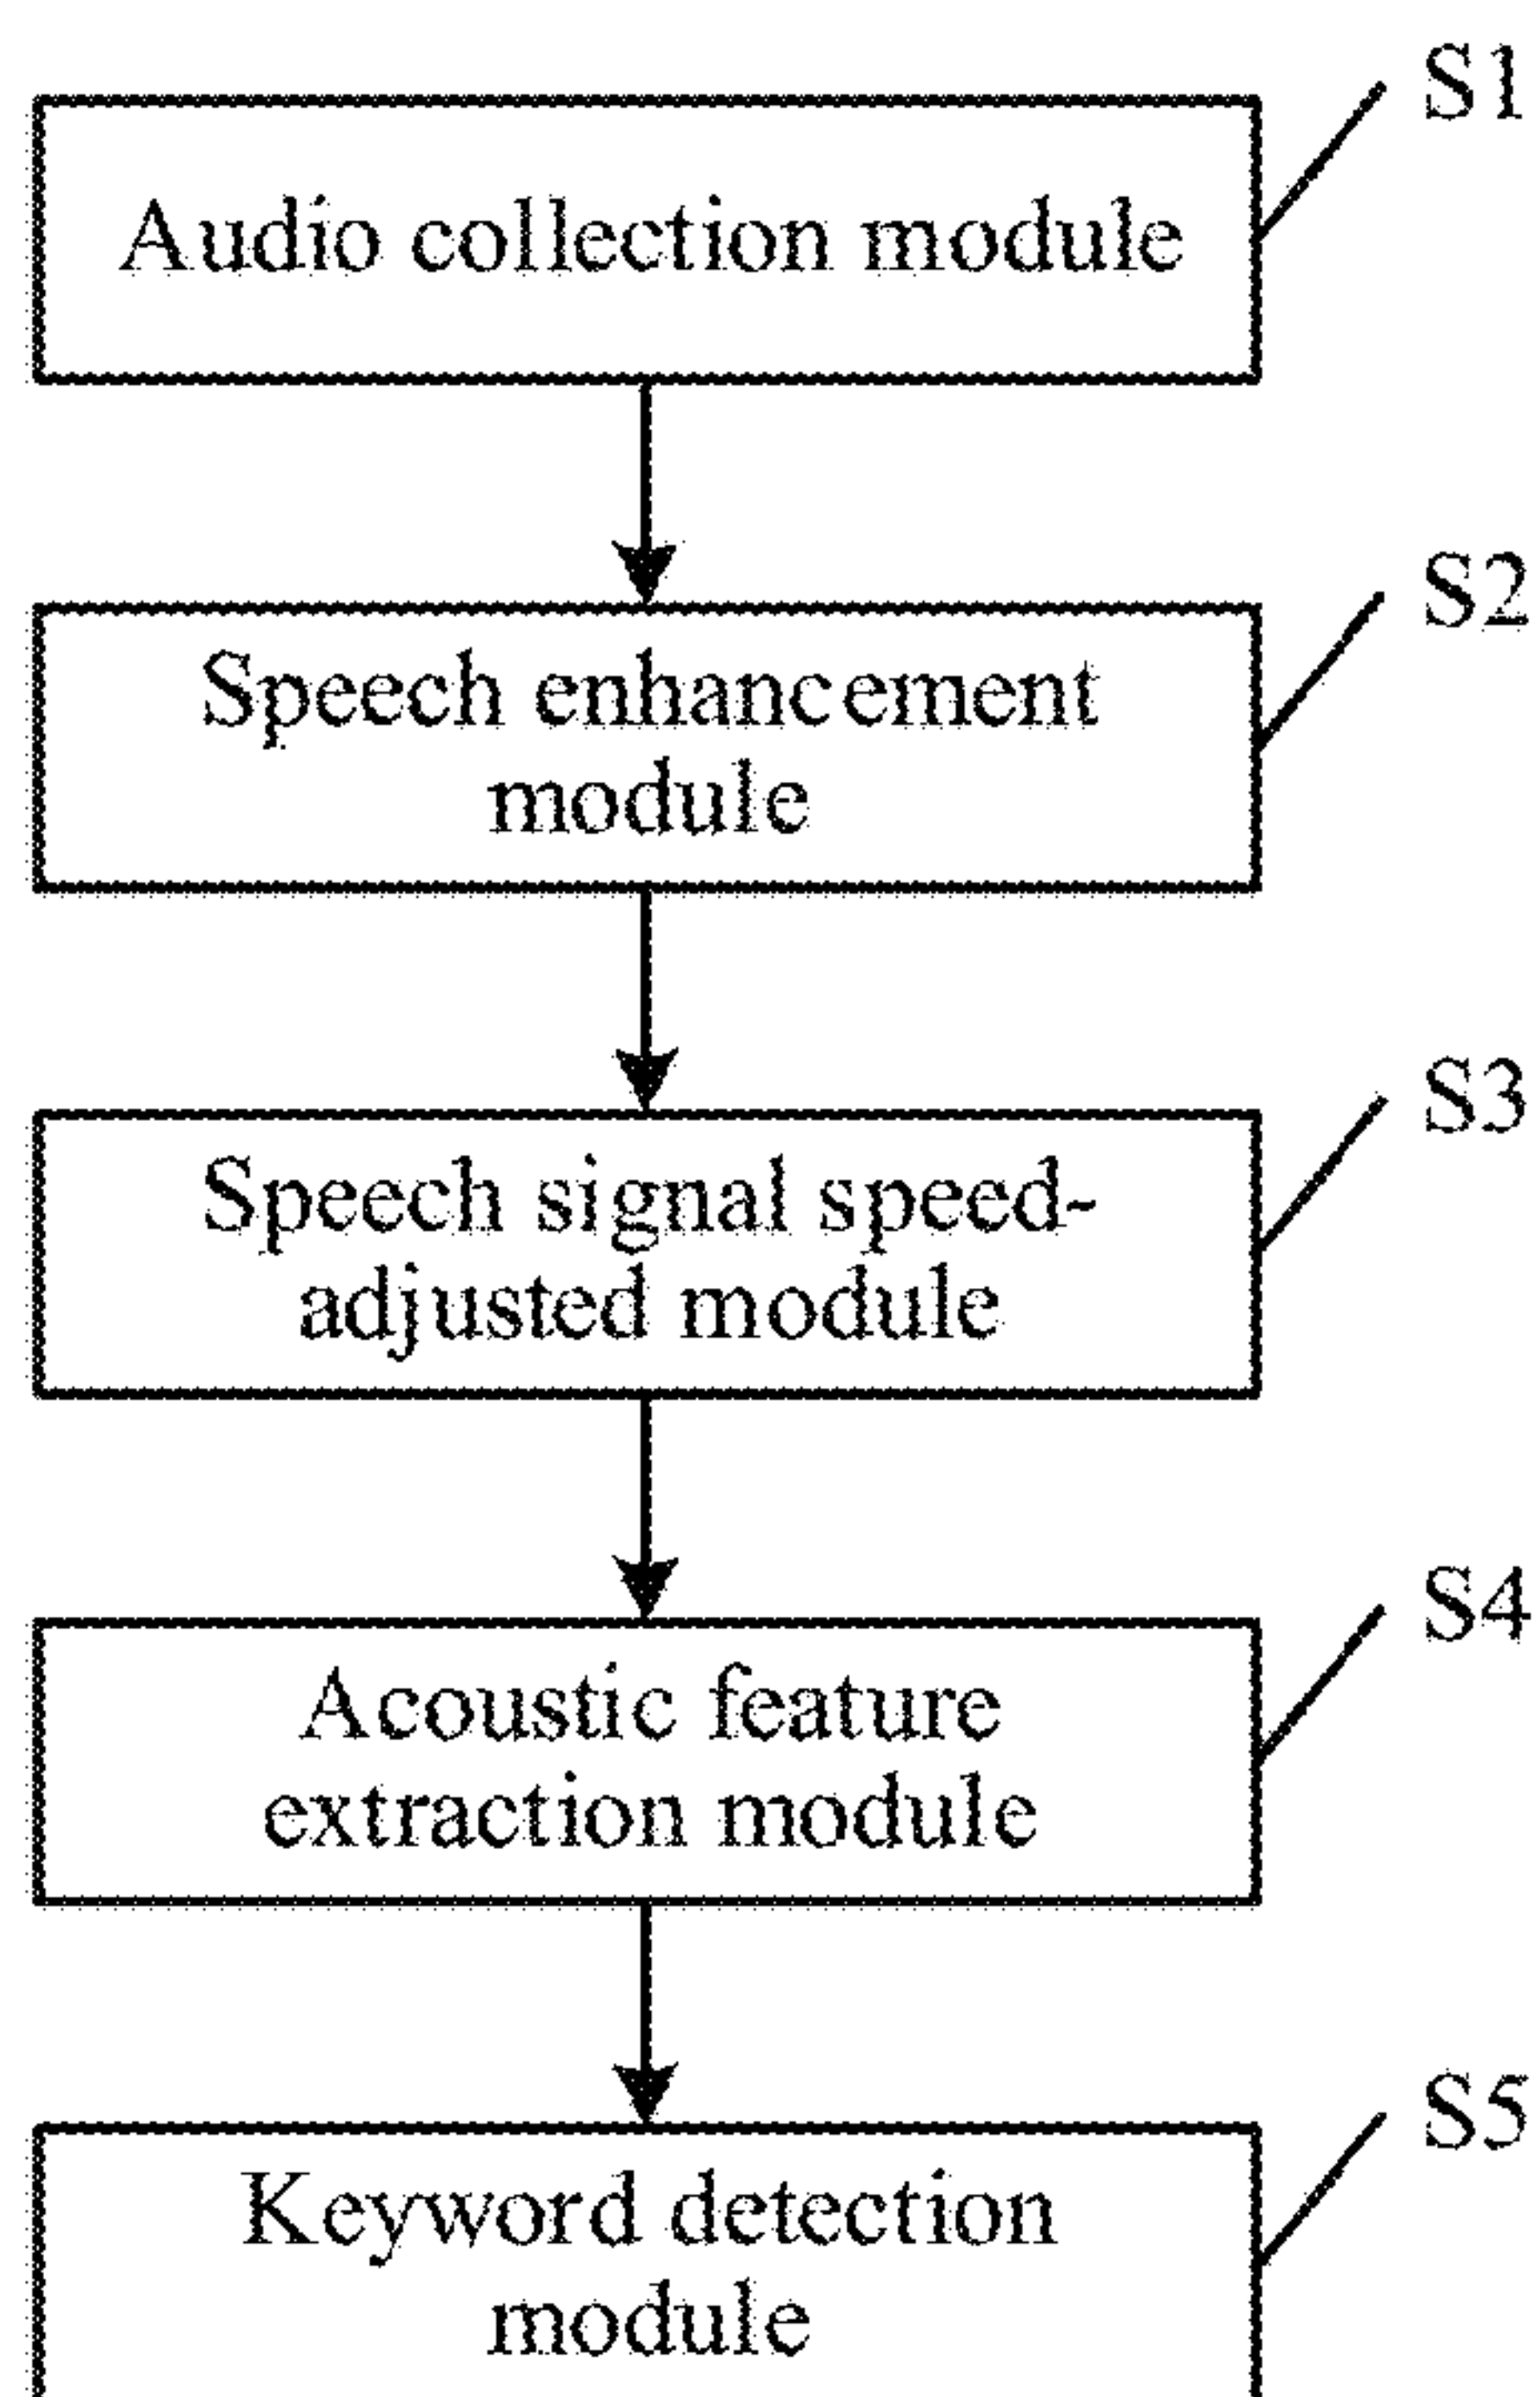 S1
Audio collection module
S2
Speech enhancement
module
S3
Speech signal speed-
adjusted module
S4
Acoustic feature
extraction module
S5
Keyword detection
module